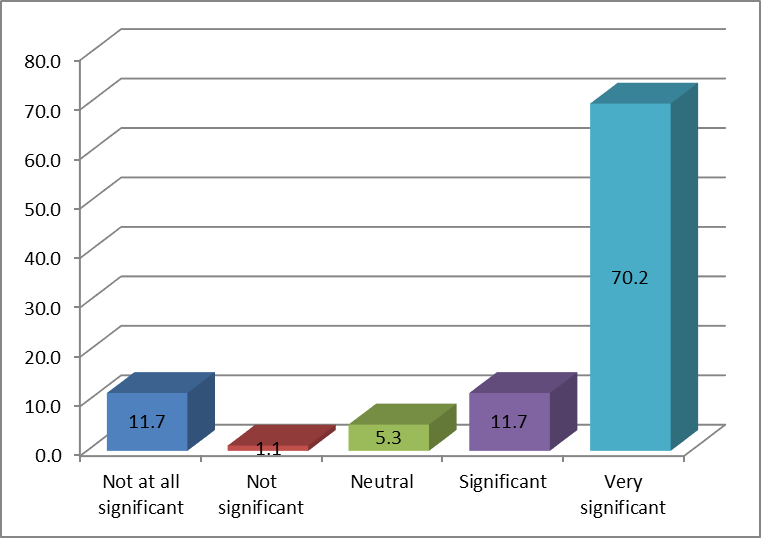 80.0
70.0
60.0
50.0
40.0
30.0
20.0
10.0
0.0
11.7
1.1
5.3
11.7
70.2
Not at all significant
Not significant
Neutral
Significant
Very significant